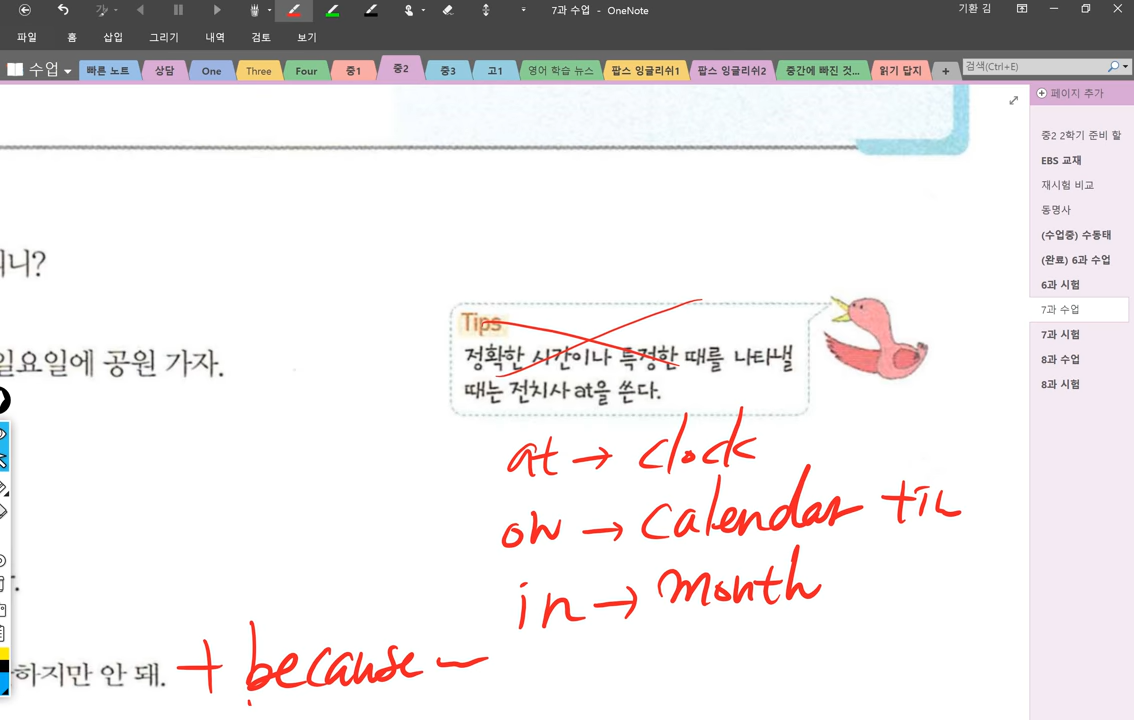 7과 수업 - OneNote
기환 김
파일 홈 삽입 그리기 내역 검토 보기
수업 빠른 노트 상담 One Three Four 중1 중2 중3 고1 영어 학습 뉴스 팝스 잉글리쉬1 팝스 잉글리쉬2 중간에 빠진 것... 읽기 답지 + 검색(Ctrl+E)
페이지 추가
중2 2학기 준비 할
EBS 교재
재시험 비교
동명사
(수업중) 수동태
(완료) 6과 수업
6과 시험
7과 수업
7과 시험
8과 수업
8과 시험
니?
일요일에 공원 가자.
Tips
정확한 시간이나 특정한 때를 나타낼
때는 전치사 at을 쓴다.
at → clock
on → calendar
in → month
하지만 안 돼. + because ~